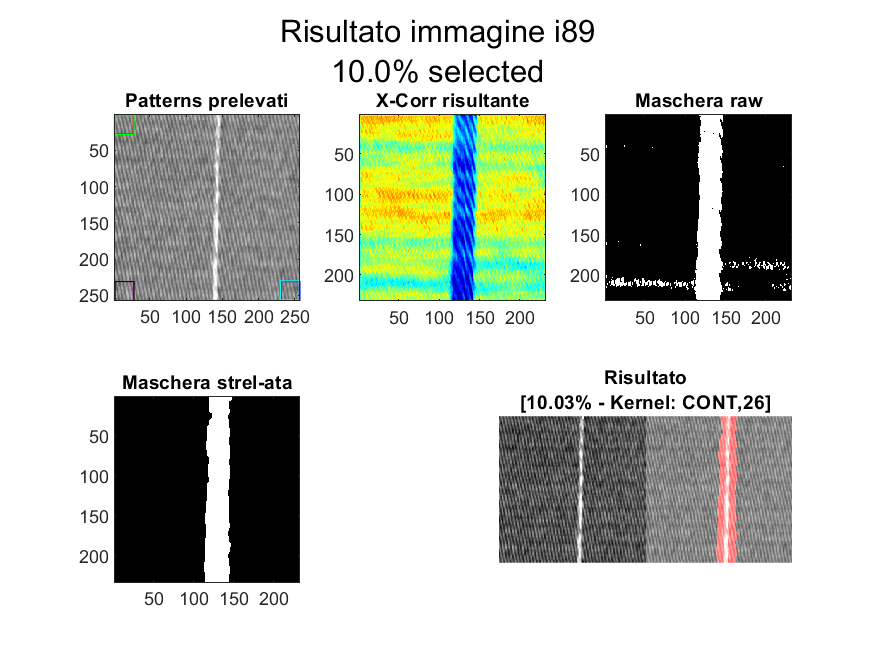 Risultato immagine i89
10.0% selected
Patterns prelevati
X-Corr risultante
Maschera raw
50
100
150
200
250
50 100 150 200 250
50
100
150
200
50 100 150 200
50
100
150
200
50 100 150 200
Maschera strel-ata
50
100
150
200
50 100 150 200
Risultato
[10.03% - Kernel: CONT,26]